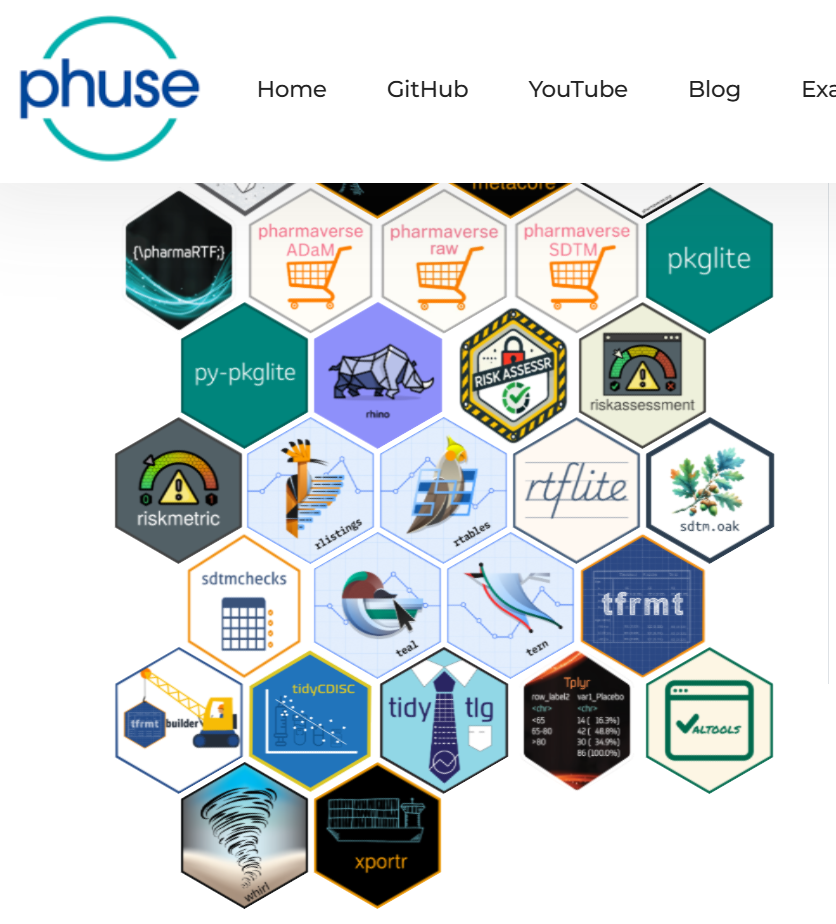 phuse
Home GitHub YouTube Blog Exa
metacore
{\pharmaRTF;}
pharmaverse
ADaM
pharmaverse
raw
pharmaverse
SDTM
pkglite
py-pkglite
rhino
RISK ASSESSR
riskassessment
riskmetric
rlistings
rtables
rtflite
sdtm.oak
sdtmchecks
teal
tern
tfrmt
tfrmt builder
tidyCDISC
tidy tlg
Tplyr
row_label2 var1_Placebo
<chr> <chr>
<65 14 ( 16.3%)
65-80 42 ( 48.8%)
>80 30 ( 34.9%)
86 (100.0%)
VALTOOLS
whirl
xportr